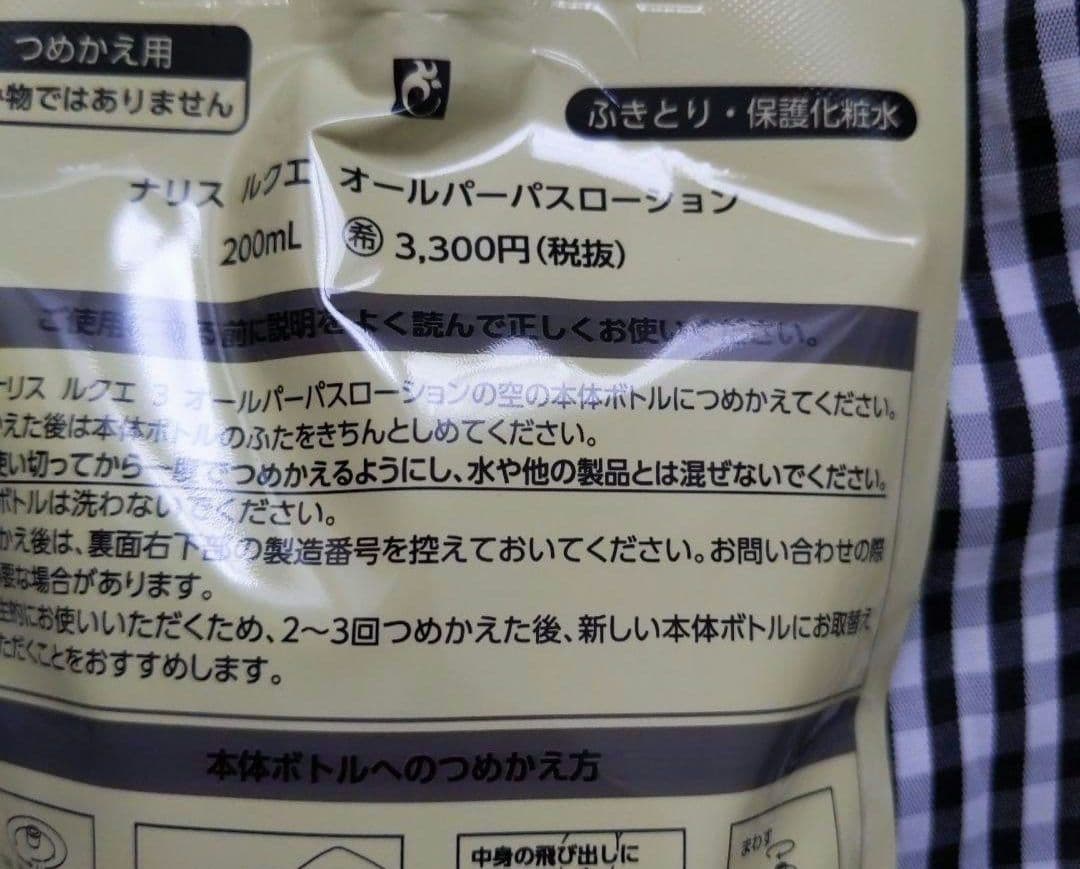 つめかえ用
物ではありません
ふきとり・保護化粧水
ナリス ルクエ オールパーパスローション
200mL 希 3,300円(税抜)
ご使用 る前に説明をよく読んで正しくお使いください。
リス ルクエ 3 オールパーパスローションの空の本体ボトルにつめかえてください。
えた後は本体ボトルのふたをきちんとしめてください。
使い切ってから一度でつめかえるようにし、水や他の製品とは混ぜないでください。
ボトルは洗わないでください。
かえ後は、裏面右下部の製造番号を控えておいてください。お問い合わせの際
要な場合があります。
生的にお使いいただくため、2〜3回つめかえた後、新しい本体ボトルにお取替え
ただくことをおすすめします。
本体ボトルへのつめかえ方
中身の飛び出しに
まわす